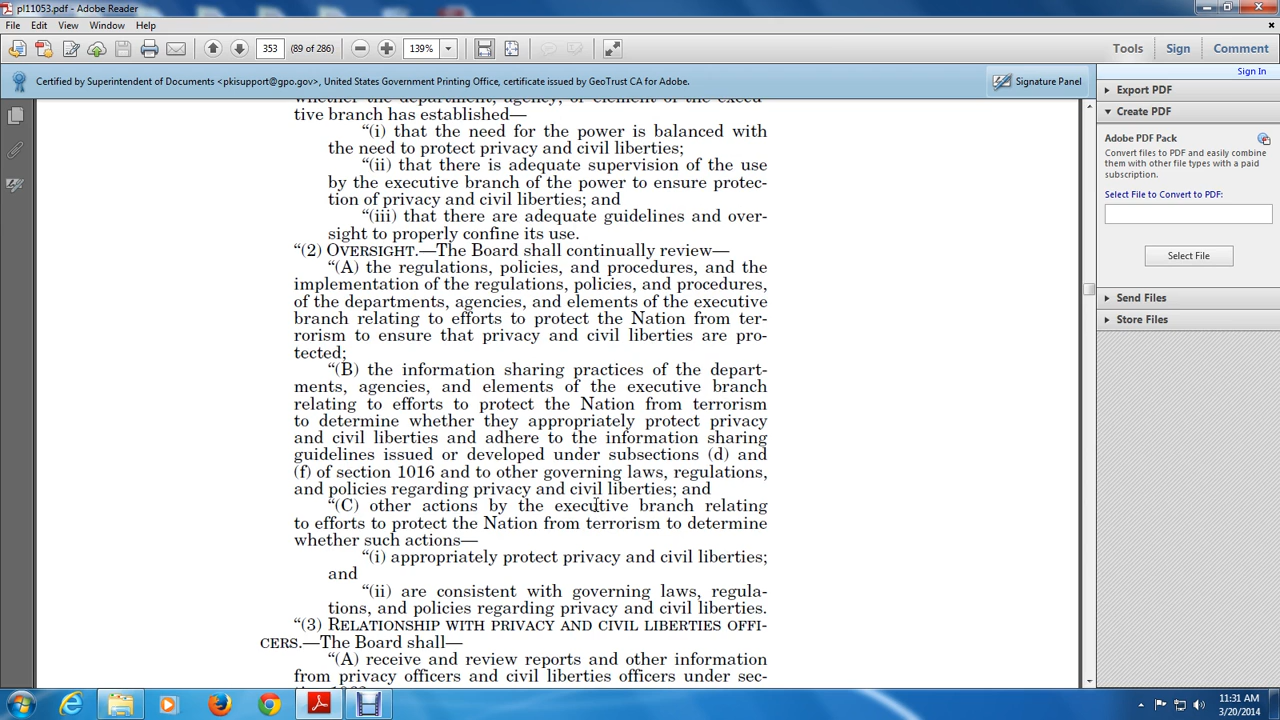 pl11053.pdf - Adobe Reader
File Edit View Window Help
353 (89 of 286) 139% Tools Sign Comment
Certified by Superintendent of Documents <pkisupport@gpo.gov>, United States Government Printing Office, certificate issued by GeoTrust CA for Adobe. Signature Panel
Sign In
Export PDF
Create PDF
Adobe PDF Pack
Convert files to PDF and easily combine
them with other file types with a paid
subscription.
Select File to Convert to PDF:
Select File
Send Files
Store Files
whether the department, agency, or element of the execu-
tive branch has established—
“(i) that the need for the power is balanced with
the need to protect privacy and civil liberties;
“(ii) that there is adequate supervision of the use
by the executive branch of the power to ensure protec-
tion of privacy and civil liberties; and
“(iii) that there are adequate guidelines and over-
sight to properly confine its use.
“(2) OVERSIGHT.—The Board shall continually review—
“(A) the regulations, policies, and procedures, and the
implementation of the regulations, policies, and procedures,
of the departments, agencies, and elements of the executive
branch relating to efforts to protect the Nation from ter-
rorism to ensure that privacy and civil liberties are pro-
tected;
“(B) the information sharing practices of the depart-
ments, agencies, and elements of the executive branch
relating to efforts to protect the Nation from terrorism
to determine whether they appropriately protect privacy
and civil liberties and adhere to the information sharing
guidelines issued or developed under subsections (d) and
(f) of section 1016 and to other governing laws, regulations,
and policies regarding privacy and civil liberties; and
“(C) other actions by the executive branch relating
to efforts to protect the Nation from terrorism to determine
whether such actions—
“(i) appropriately protect privacy and civil liberties;
and
“(ii) are consistent with governing laws, regula-
tions, and policies regarding privacy and civil liberties.
“(3) RELATIONSHIP WITH PRIVACY AND CIVIL LIBERTIES OFFI-
CERS.—The Board shall—
“(A) receive and review reports and other information
from privacy officers and civil liberties officers under sec-
11:31 AM
3/20/2014